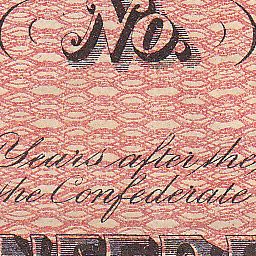 No.
Years after the
the Confederate